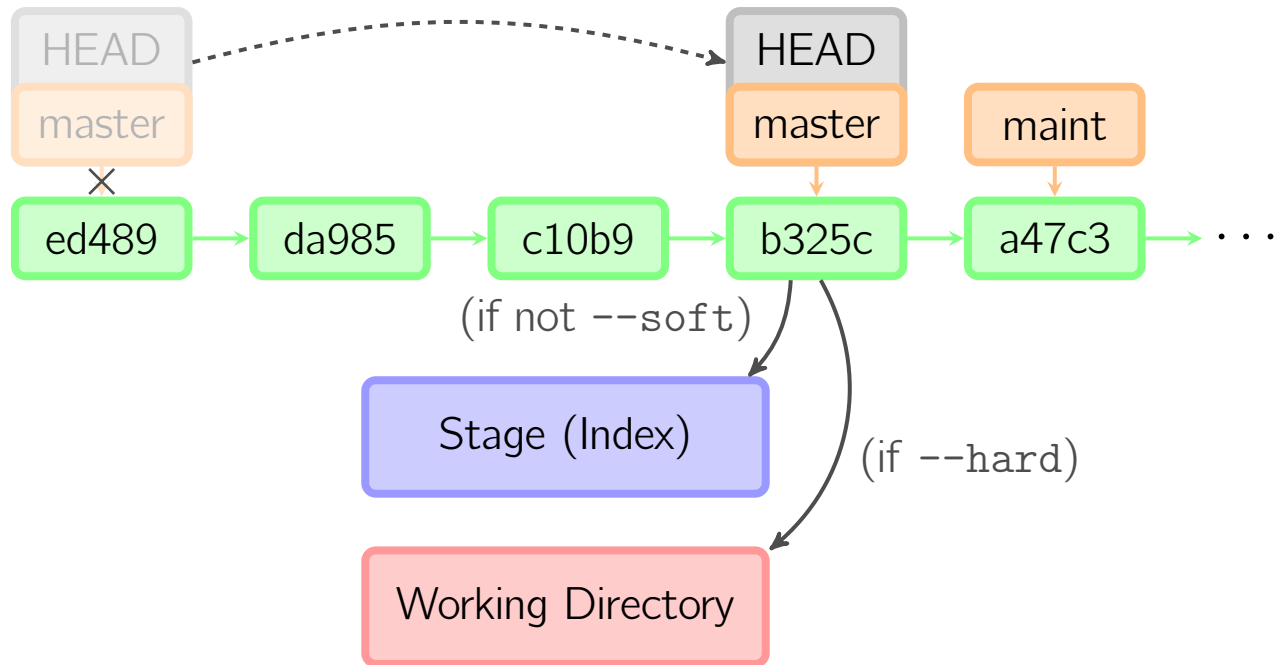 HEAD
HEAD
master
master
maint
ed489
da985
c10b9
b325c
a47c3
...
(if not --soft)
Stage (Index)
(if --hard)
Working Directory